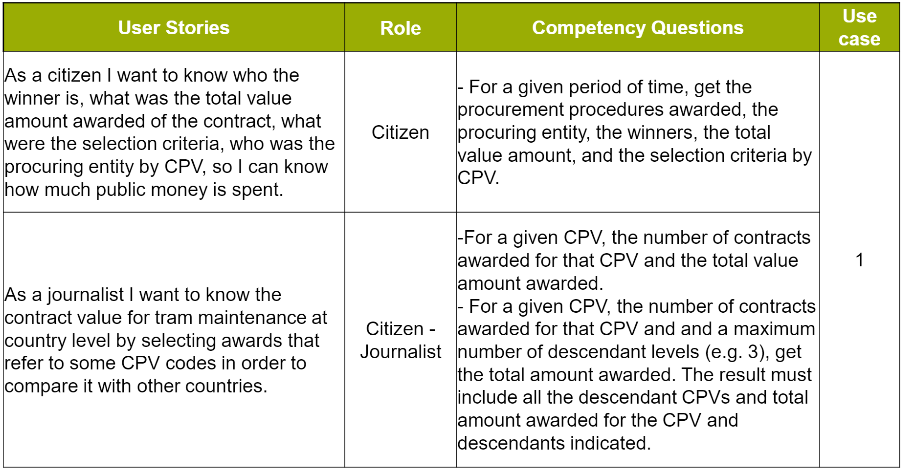 User Stories
Role
Competency Questions
Use
case
As a citizen I want to know who the
winner is, what was the total value
amount awarded of the contract, what
were the selection criteria, who was the
procuring entity by CPV, so I can know
how much public money is spent.
Citizen
- For a given period of time, get the
procurement procedures awarded, the
procuring entity, the winners, the total
value amount, and the selection criteria by
CPV.
1
As a journalist I want to know the
contract value for tram maintenance at
country level by selecting awards that
refer to some CPV codes in order to
compare it with other countries.
Citizen -
Journalist
-For a given CPV, the number of contracts
awarded for that CPV and the total value
amount awarded.
- For a given CPV, the number of contracts
awarded for that CPV and and a maximum
number of descendant levels (e.g. 3), get
the total amount awarded. The result must
include all the descendant CPVs and total
amount awarded for the CPV and
descendants indicated.